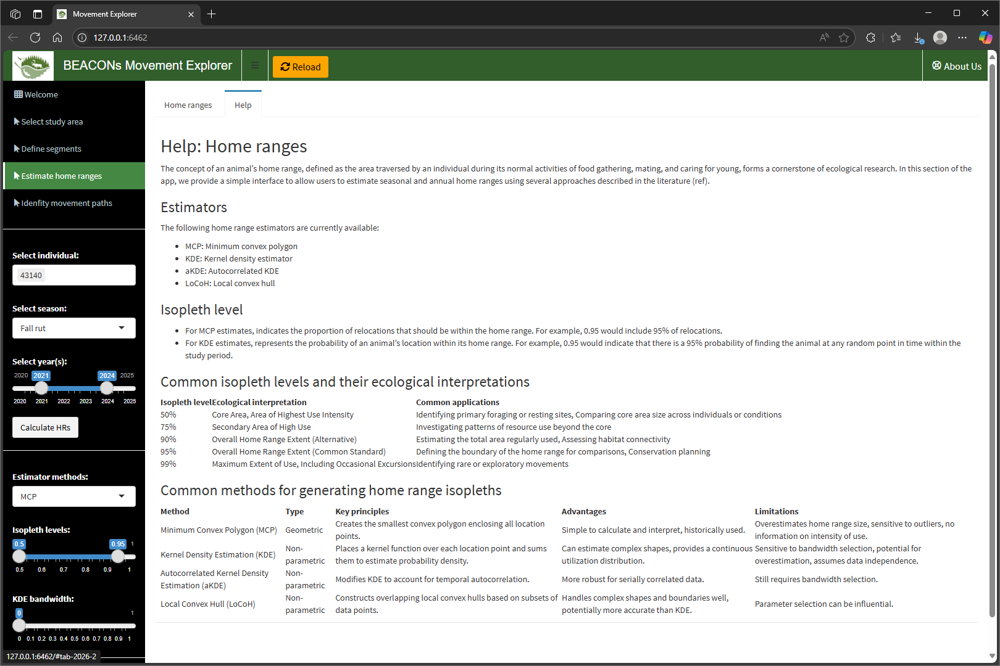 Movement Explorer
127.0.0.1:6462
BEACONs Movement Explorer
Reload
About Us
Welcome
Select study area
Define segments
Estimate home ranges
Idenfity movement paths
Select individual:
43140
Select season:
Fall rut
Select year(s):
2020 2021 2024 2025
2020 2021 2022 2023 2024 2025
Calculate HRs
Estimator methods:
MCP
Isopleth levels:
0.5 0.95 1
0.5 0.6 0.7 0.8 0.9 1
KDE bandwidth:
0 1
0 0.1 0.2 0.3 0.4 0.5 0.6 0.7 0.8 0.9 1
127.0.0.1:6462/#tab-2026-2
Home ranges Help
Help: Home ranges
The concept of an animal’s home range, defined as the area traversed by an individual during its normal activities of food gathering, mating, and caring for young, forms a cornerstone of ecological research. In this section of the
app, we provide a simple interface to allow users to estimate seasonal and annual home ranges using several approaches described in the literature (ref).
Estimators
The following home range estimators are currently available:
• MCP: Minimum convex polygon
• KDE: Kernel density estimator
• aKDE: Autocorrelated KDE
• LoCoH: Local convex hull
Isopleth level
• For MCP estimates, indicates the proportion of relocations that should be within the home range. For example, 0.95 would include 95% of relocations.
• For KDE estimates, represents the probability of an animal’s location within its home range. For example, 0.95 would indicate that there is a 95% probability of finding the animal at any random point in time within the
study period.
Common isopleth levels and their ecological interpretations
Isopleth level Ecological interpretation Common applications
50% Core Area, Area of Highest Use Intensity Identifying primary foraging or resting sites, Comparing core area size across individuals or conditions
75% Secondary Area of High Use Investigating patterns of resource use beyond the core
90% Overall Home Range Extent (Alternative) Estimating the total area regularly used, Assessing habitat connectivity
95% Overall Home Range Extent (Common Standard) Defining the boundary of the home range for comparisons, Conservation planning
99% Maximum Extent of Use, Including Occasional Excursions Identifying rare or exploratory movements
Common methods for generating home range isopleths
Method Type Key principles Advantages Limitations
Minimum Convex Polygon (MCP) Geometric Creates the smallest convex polygon enclosing all location
points. Simple to calculate and interpret, historically used. Overestimates home range size, sensitive to outliers, no
information on intensity of use.
Kernel Density Estimation (KDE) Non-
parametric Places a kernel function over each location point and sums
them to estimate probability density. Can estimate complex shapes, provides a continuous
utilization distribution. Sensitive to bandwidth selection, potential for
overestimation, assumes data independence.
Autocorrelated Kernel Density
Estimation (aKDE) Non-
parametric Modifies KDE to account for temporal autocorrelation. More robust for serially correlated data. Still requires bandwidth selection.
Local Convex Hull (LoCoH) Non-
parametric Constructs overlapping local convex hulls based on subsets of
data points. Handles complex shapes and boundaries well,
potentially more accurate than KDE. Parameter selection can be influential.